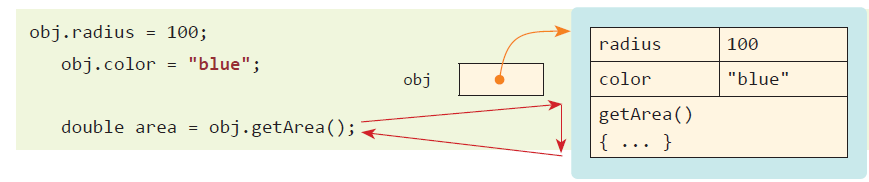 obj.radius = 100;
obj.color = "blue";
double area = obj.getArea();
obj
radius 100
color "blue"
getArea()
{ ... }